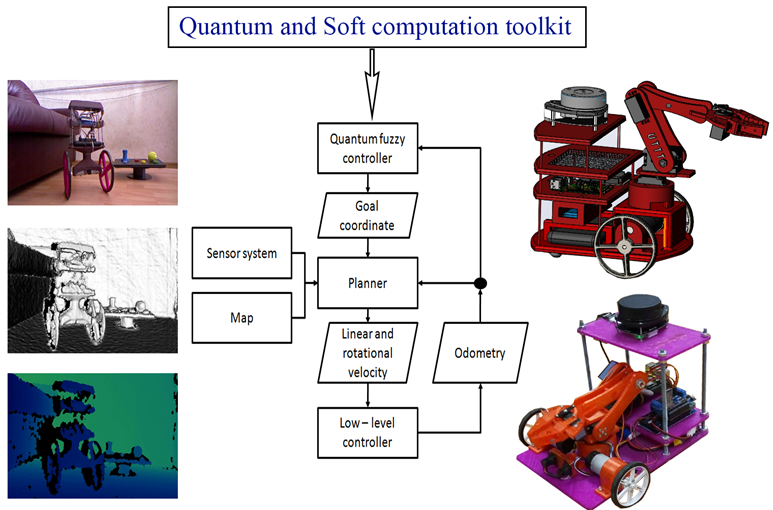 Quantum and Soft computation toolkit
Quantum fuzzy
controller
Goal
coordinate
Sensor system
Planner
Map
Linear and
rotational
velocity
Odometry
Low – level
controller
UTTT